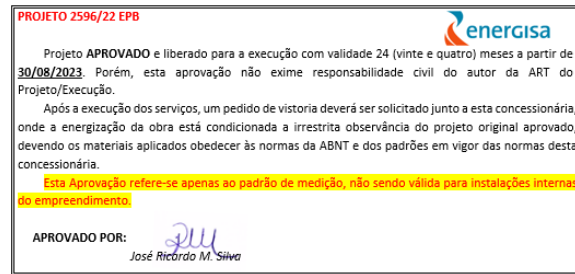 PROJETO 2596/22 EPB
energisa
Projeto APROVADO e liberado para a execução com validade 24 (vinte e quatro) meses a partir de
30/08/2023. Porém, esta aprovação não exime responsabilidade civil do autor da ART do
Projeto/Execução.
Após a execução dos serviços, um pedido de vistoria deverá ser solicitado junto a esta concessionária,
onde a energização da obra está condicionada a irrestrita observância do projeto original aprovado,
devendo os materiais aplicados obedecer às normas da ABNT e dos padrões em vigor das normas desta
concessionária.
Esta Aprovação refere-se apenas ao padrão de medição, não sendo válida para instalações internas
do empreendimento.
APROVADO POR:
José Ricardo M. Silva